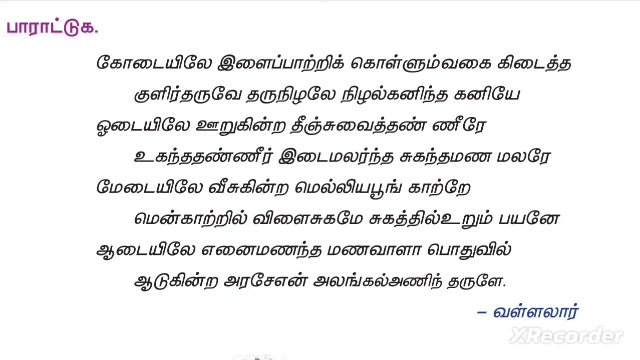 பாராட்டுக.
கோடையிலே இளைப்பாற்றிக் கொள்ளும்வகை கிடைத்த
குளிர்தருவே தருநிழலே நிழல்கனிந்த கனியே
ஓடையிலே ஊறுகின்ற தீஞ்சுவைத்தண் ணீரே
உகந்ததண்ணீர் இடைமலர்ந்த சுகந்தமண மலரே
மேடையிலே வீசுகின்ற மெல்லியபூங் காற்றே
மென்காற்றில் விளைசுகமே சுகத்தில்உறும் பயனே
ஆடையிலே எனைமணந்த மணவாளா பொதுவில்
ஆடுகின்ற அரசேஎன் அலங்கல்அணிந் தருளே.
– வள்ளலார்
XRecorder